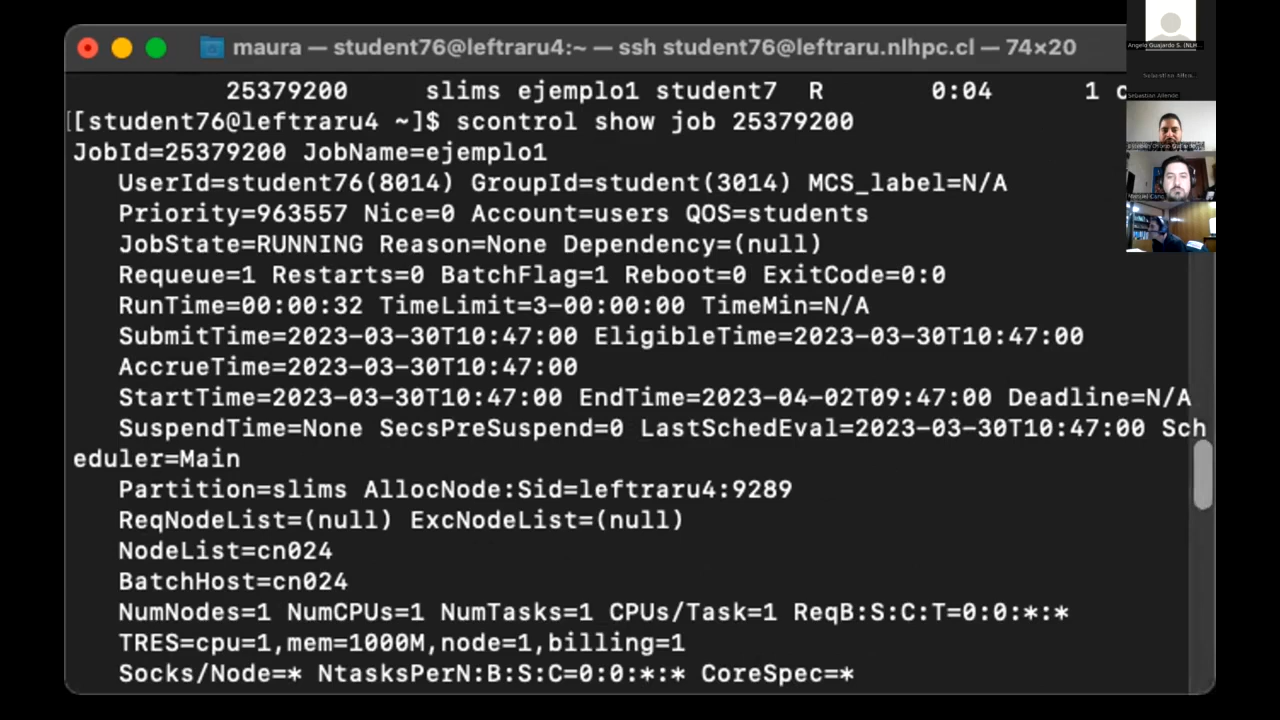 maura — student76@leftraru4:~ — ssh student76@leftraru.nlhpc.cl — 74×20
25379200 slims ejemplo1 student7 R 0:04 1 c
[[student76@leftraru4 ~]$ scontrol show job 25379200
JobId=25379200 JobName=ejemplo1
UserId=student76(8014) GroupId=student(3014) MCS_label=N/A
Priority=963557 Nice=0 Account=users QOS=students
JobState=RUNNING Reason=None Dependency=(null)
Requeue=1 Restarts=0 BatchFlag=1 Reboot=0 ExitCode=0:0
RunTime=00:00:32 TimeLimit=3-00:00:00 TimeMin=N/A
SubmitTime=2023-03-30T10:47:00 EligibleTime=2023-03-30T10:47:00
AccrueTime=2023-03-30T10:47:00
StartTime=2023-03-30T10:47:00 EndTime=2023-04-02T09:47:00 Deadline=N/A
SuspendTime=None SecsPreSuspend=0 LastSchedEval=2023-03-30T10:47:00 Sch
eduler=Main
Partition=slims AllocNode:Sid=leftraru4:9289
ReqNodeList=(null) ExcNodeList=(null)
NodeList=cn024
BatchHost=cn024
NumNodes=1 NumCPUs=1 NumTasks=1 CPUs/Task=1 ReqB:S:C:T=0:0:*:*
TRES=cpu=1,mem=1000M,node=1,billing=1
Socks/Node=* NtasksPerN:B:S:C=0:0:*:* CoreSpec=*
Angelo Guajardo S. (NLH...
Sebastian Allen...
Sebastian Allende